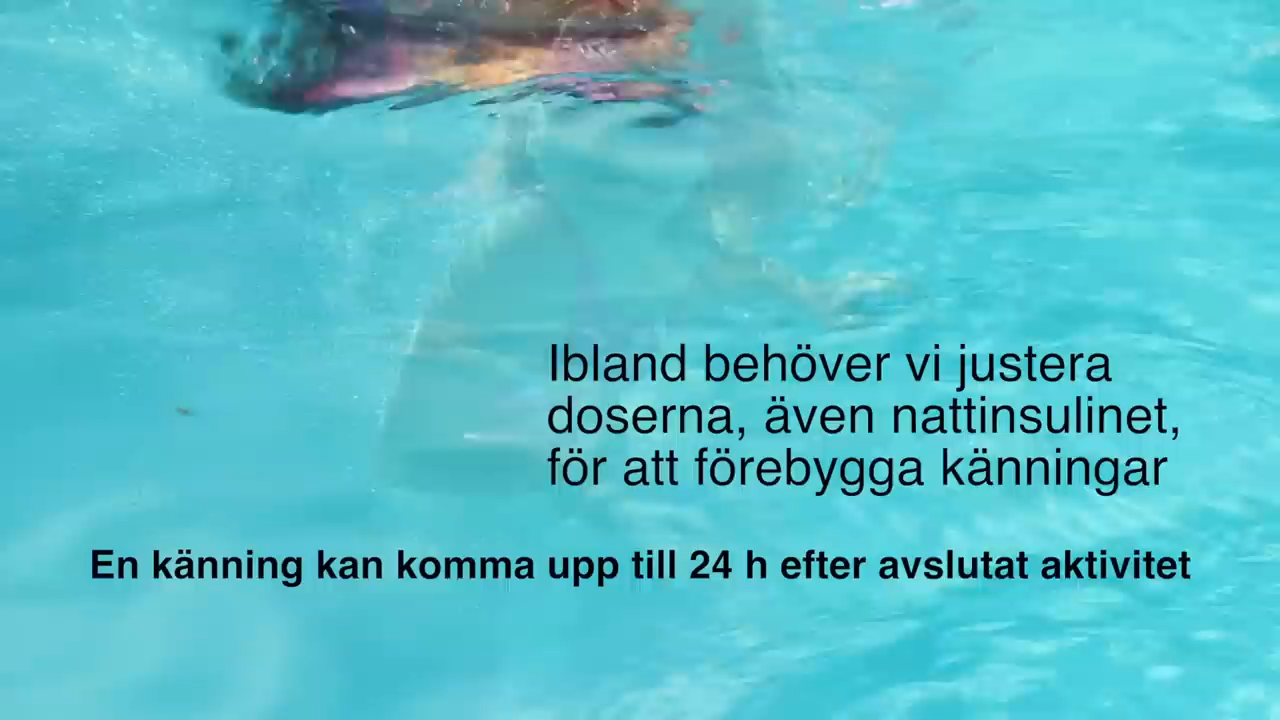 Ibland behöver vi justera
doserna, även nattinsulinet,
för att förebygga känningar
En känning kan komma upp till 24 h efter avslutat aktivitet